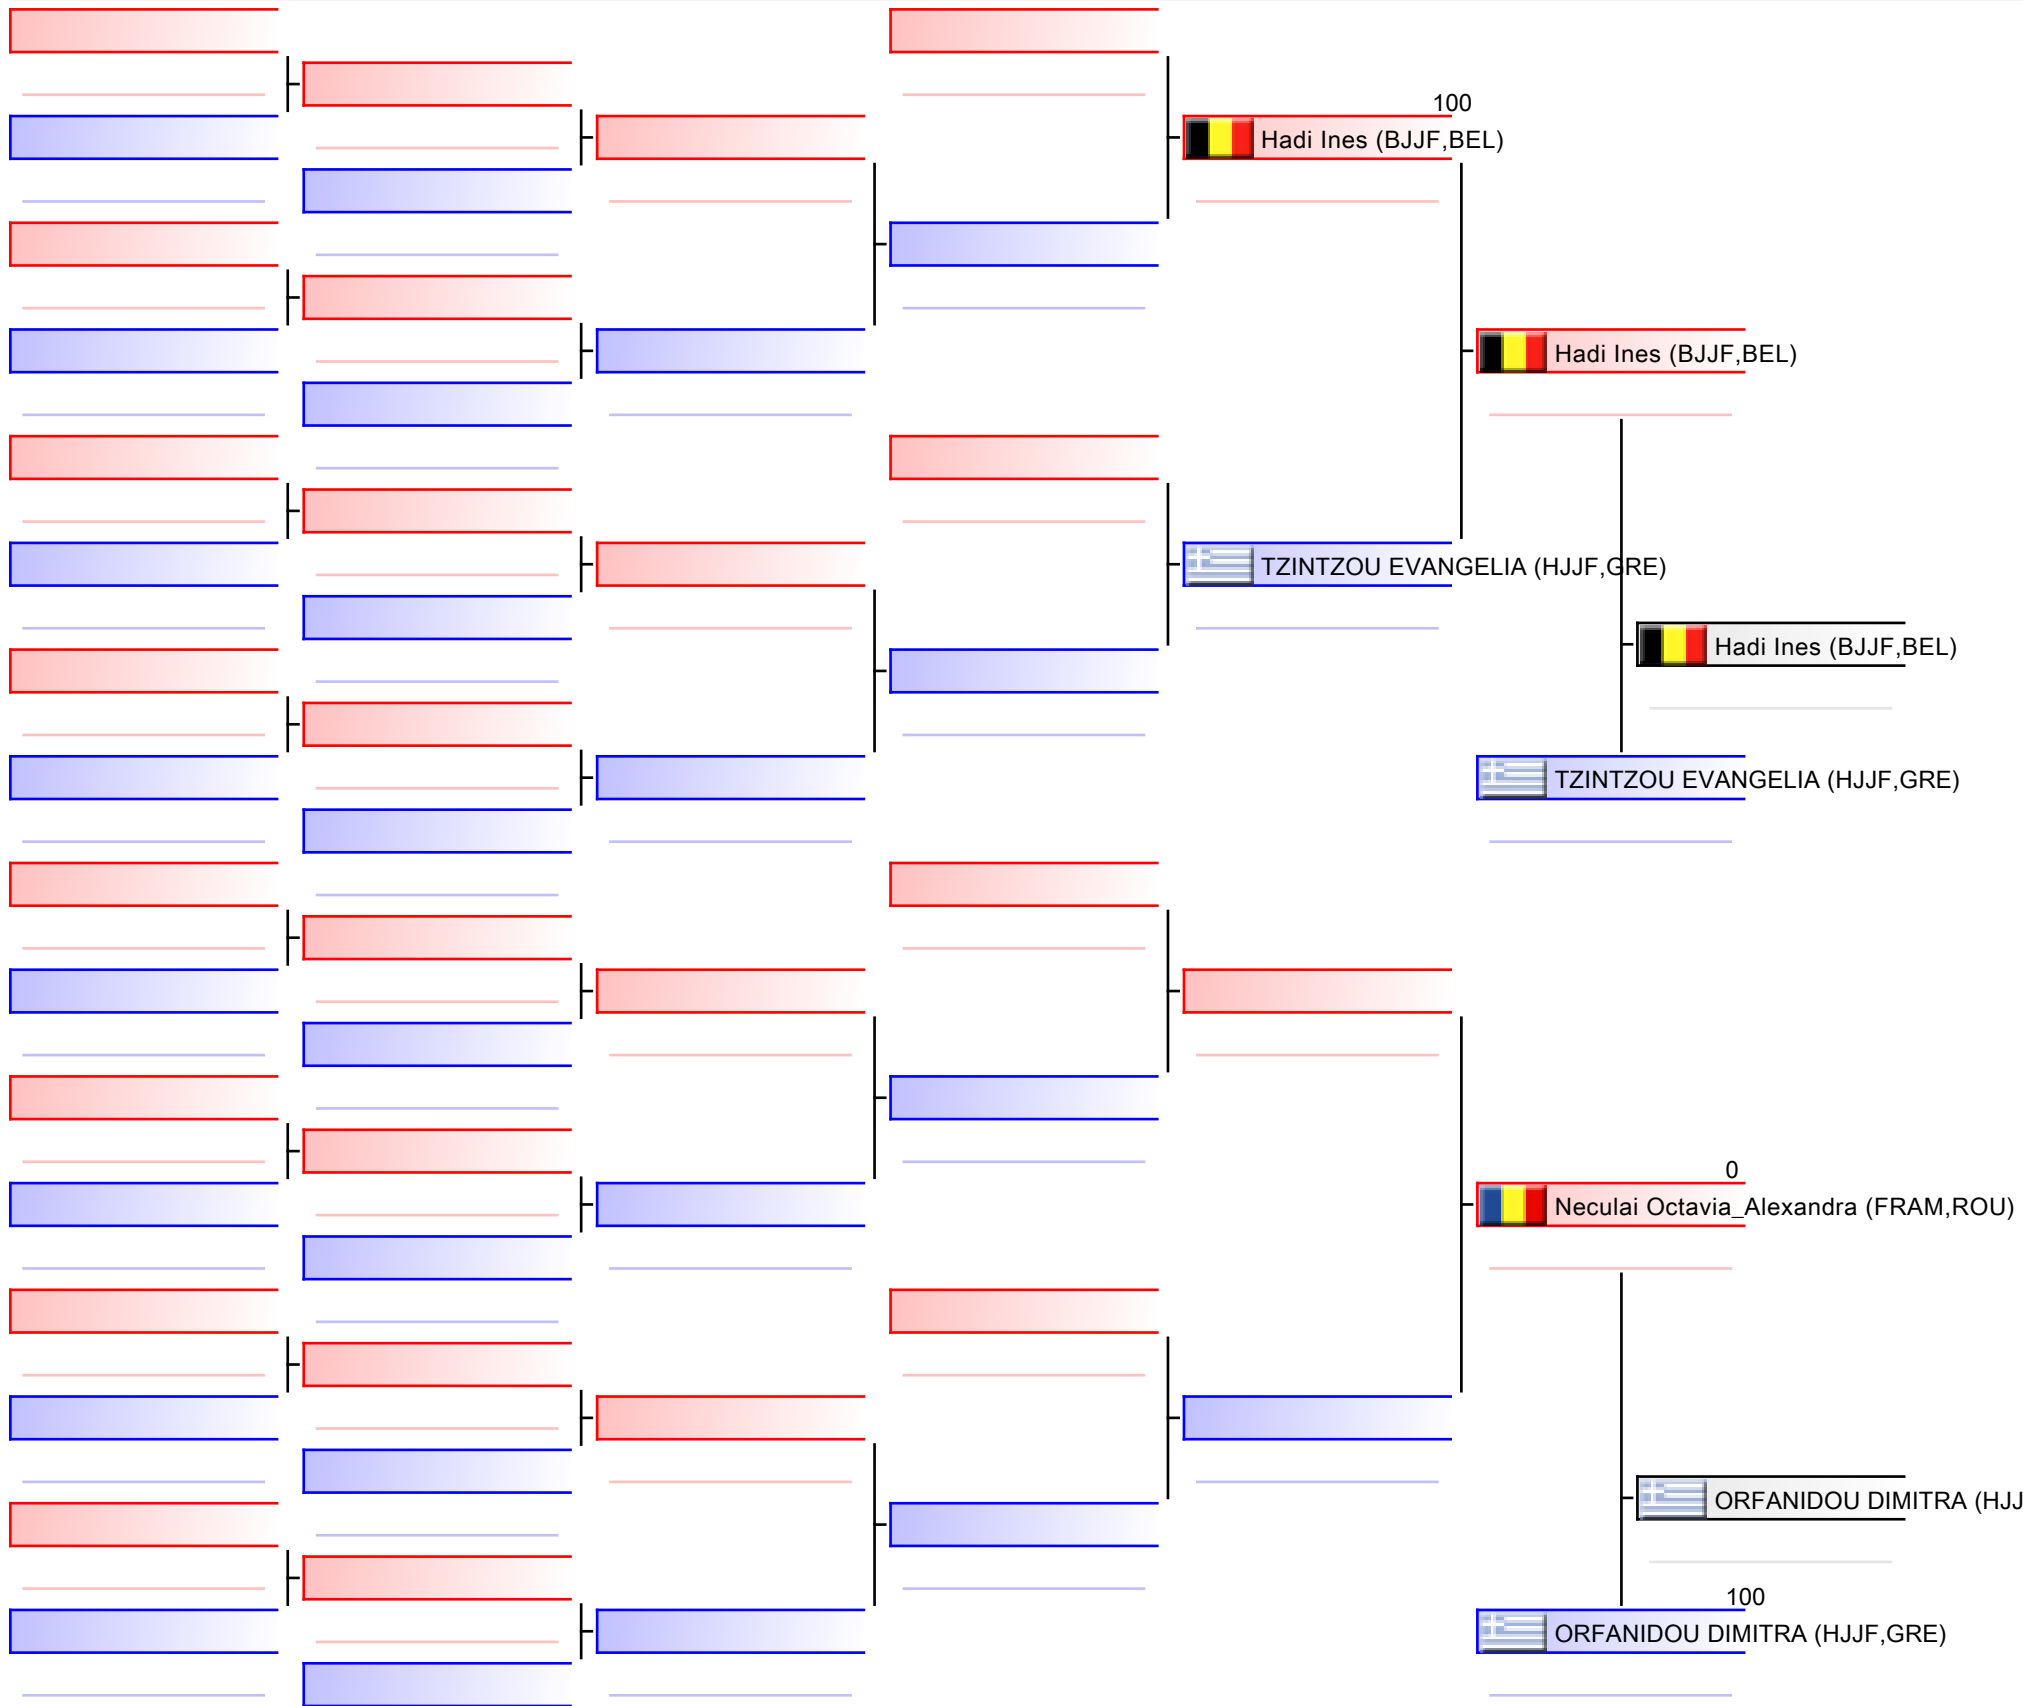 100
Hadi Ines (BJJF,BEL)
Hadi Ines (BJJF,BEL)
TZINTZOU EVANGELIA (HJJF,GRE)
Hadi Ines (BJJF,BEL)
TZINTZOU EVANGELIA (HJJF,GRE)
0
Neculai Octavia_Alexandra (FRAM,ROU)
ORFANIDOU DIMITRA (HJJ
100
ORFANIDOU DIMITRA (HJJF,GRE)